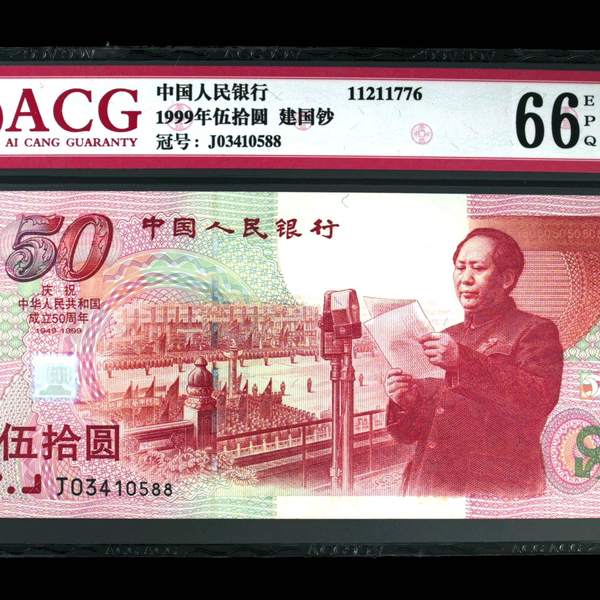 ACG
AI CANG GUARANTY
中国人民银行 11211776
1999年伍拾圆 建国钞
冠号: J03410588
66
EPQ
50
中国人民银行
庆祝
中华人民共和国
成立50周年
1949-1999
伍拾圆
J03410588